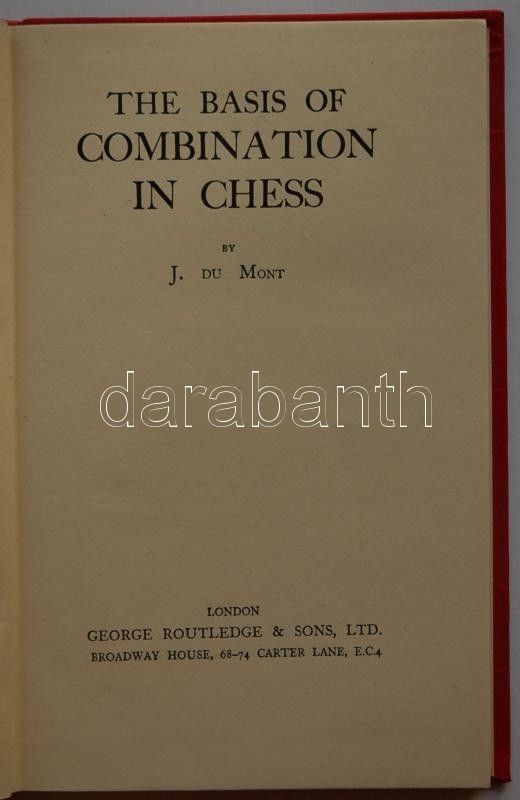 THE BASIS OF
COMBINATION
IN CHESS
BY
J. DU MONT
darabanth
LONDON
GEORGE ROUTLEDGE & SONS, LTD.
BROADWAY HOUSE, 68-74 CARTER LANE, E.C.4